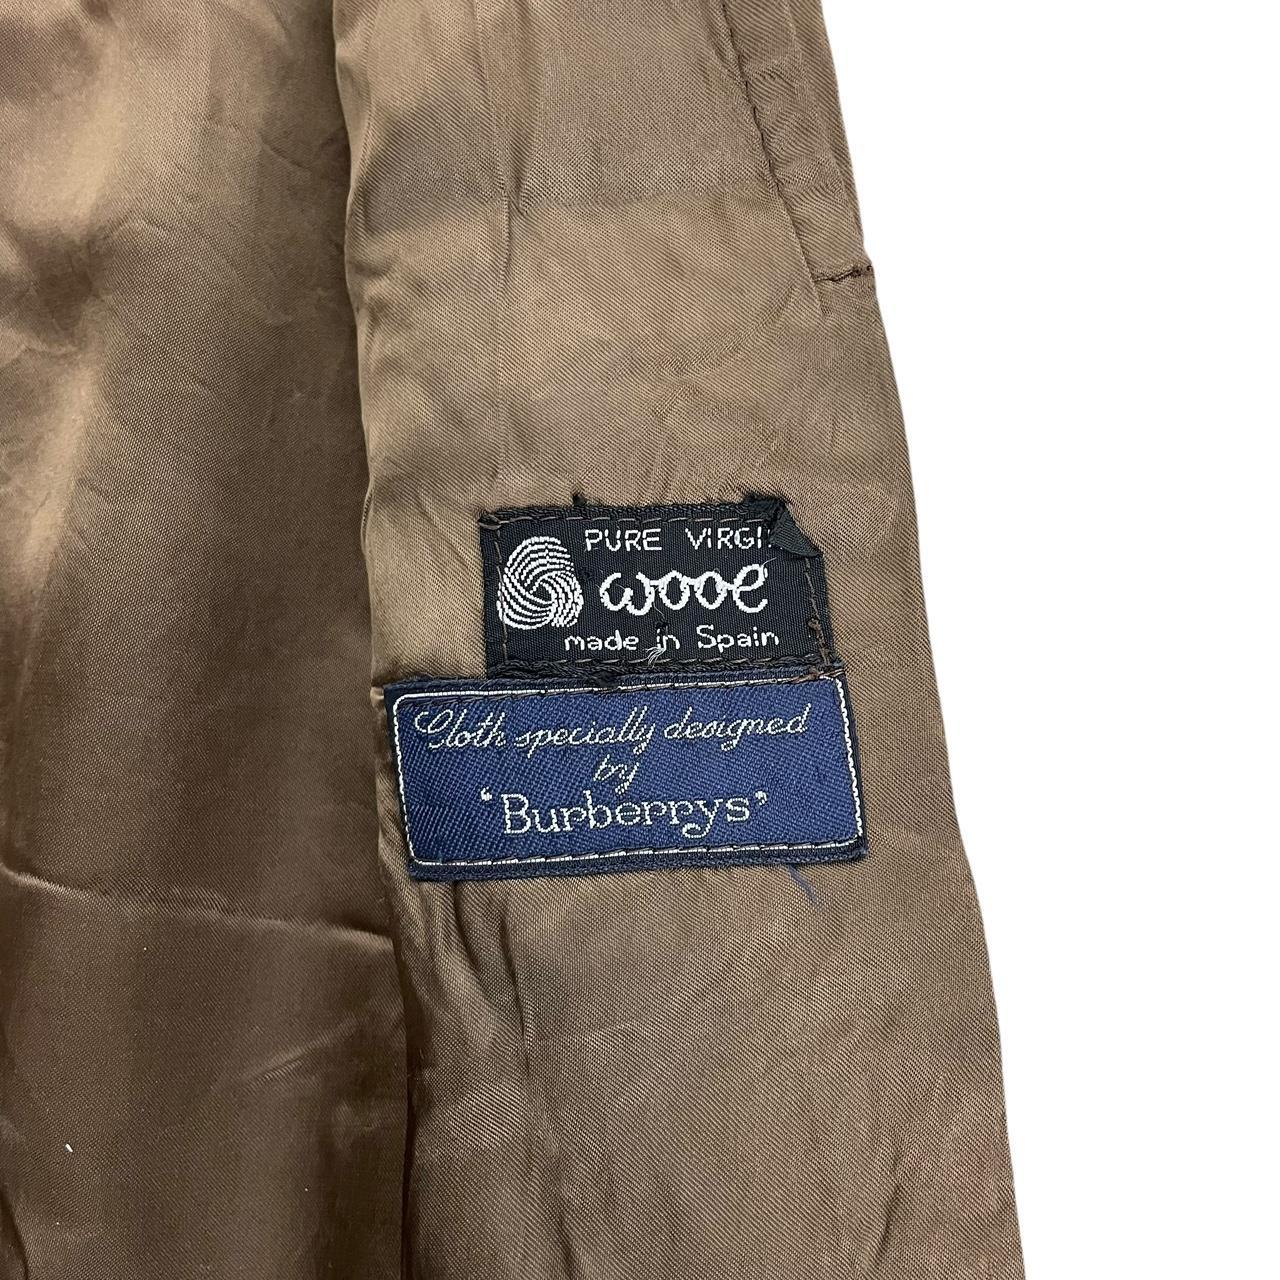 PURE VIRGI
wool
made in Spain
Cloth specially designed
by
'Burberrys'